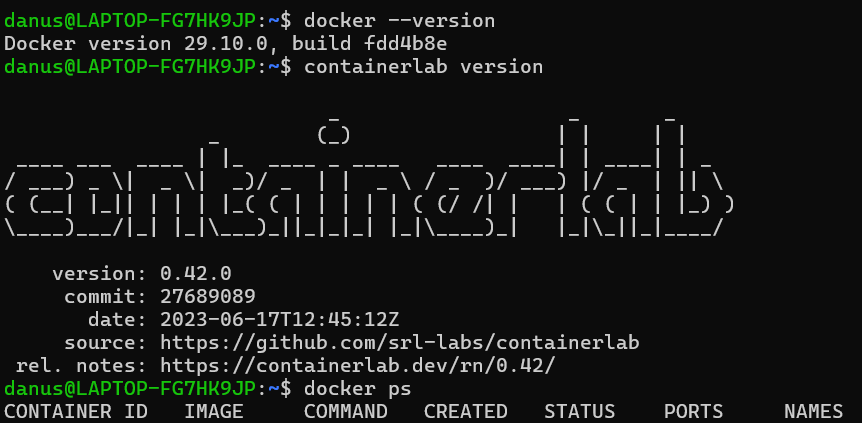 danus@LAPTOP-FG7HK9JP:~$ docker --version
Docker version 29.10.0, build fdd4b8e
danus@LAPTOP-FG7HK9JP:~$ containerlab version
containerlab
version: 0.42.0
commit: 27689089
date: 2023-06-17T12:45:12Z
source: https://github.com/srl-labs/containerlab
rel. notes: https://containerlab.dev/rn/0.42/
danus@LAPTOP-FG7HK9JP:~$ docker ps
CONTAINER ID IMAGE COMMAND CREATED STATUS PORTS NAMES